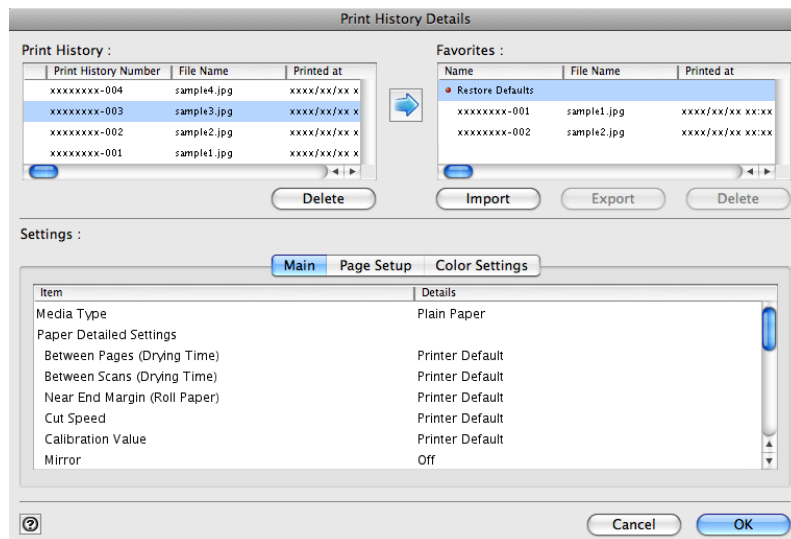 Print History Details
Print History :
Favorites :
Print History Number File Name Printed at
xxxxxxxx-004 sample4.jpg xxxx/xx/xx x
xxxxxxxx-003 sample3.jpg xxxx/xx/xx x
xxxxxxxx-002 sample2.jpg xxxx/xx/xx x
xxxxxxxx-001 sample1.jpg xxxx/xx/xx x
Delete
Name File Name Printed at
Restore Defaults
xxxxxxxx-001 sample1.jpg xxxx/xx/xx xx:xx
xxxxxxxx-002 sample2.jpg xxxx/xx/xx xx:xx
Import Export Delete
Settings :
Main Page Setup Color Settings
Item Details
Media Type Plain Paper
Paper Detailed Settings
Between Pages (Drying Time) Printer Default
Between Scans (Drying Time) Printer Default
Near End Margin (Roll Paper) Printer Default
Cut Speed Printer Default
Calibration Value Printer Default
Mirror Off
? Cancel OK